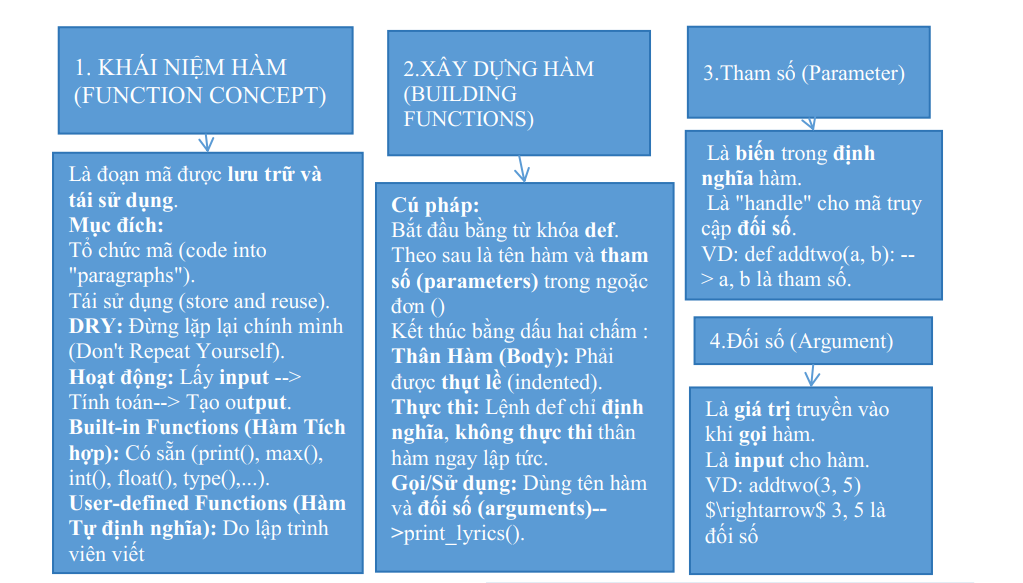 1. KHÁI NIỆM HÀM
(FUNCTION CONCEPT)
Là đoạn mã được lưu trữ và
tái sử dụng.
Mục đích:
Tổ chức mã (code into
"paragraphs").
Tái sử dụng (store and reuse).
DRY: Đừng lặp lại chính mình
(Don't Repeat Yourself).
Hoạt động: Lấy input -->
Tính toán--> Tạo output.
Built-in Functions (Hàm Tích
hợp): Có sẵn (print(), max(),
int(), float(), type(),...).
User-defined Functions (Hàm
Tự định nghĩa): Do lập trình
viên viết
2.XÂY DỰNG HÀM
(BUILDING
FUNCTIONS)
Cú pháp:
Bắt đầu bằng từ khóa def.
Theo sau là tên hàm và tham
số (parameters) trong ngoặc
đơn ()
Kết thúc bằng dấu hai chấm :
Thân Hàm (Body): Phải
được thụt lề (indented).
Thực thi: Lệnh def chỉ định
nghĩa, không thực thi thân
hàm ngay lập tức.
Gọi/Sử dụng: Dùng tên hàm
và đối số (arguments)--
>print_lyrics().
3.Tham số (Parameter)
Là biến trong định
nghĩa hàm.
Là "handle" cho mã truy
cập đối số.
VD: def addtwo(a, b): --
> a, b là tham số.
4.Đối số (Argument)
Là giá trị truyền vào
khi gọi hàm.
Là input cho hàm.
VD: addtwo(3, 5)
$\rightarrow$ 3, 5 là
đối số